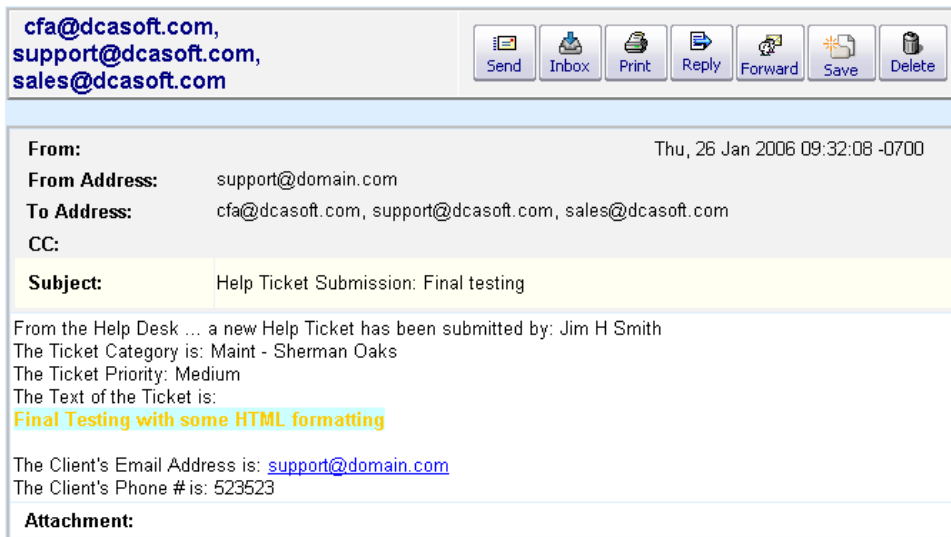 cfa@dcasoft.com,
support@dcasoft.com,
sales@dcasoft.com
Send Inbox Print Reply Forward Save Delete
From: Thu, 26 Jan 2006 09:32:08 -0700
From Address: support@domain.com
To Address: cfa@dcasoft.com, support@dcasoft.com, sales@dcasoft.com
CC:
Subject: Help Ticket Submission: Final testing
From the Help Desk ... a new Help Ticket has been submitted by: Jim H Smith
The Ticket Category is: Maint - Sherman Oaks
The Ticket Priority: Medium
The Text of the Ticket is:
Final Testing with some HTML formatting
The Client's Email Address is: support@domain.com
The Client's Phone # is: 523523
Attachment: